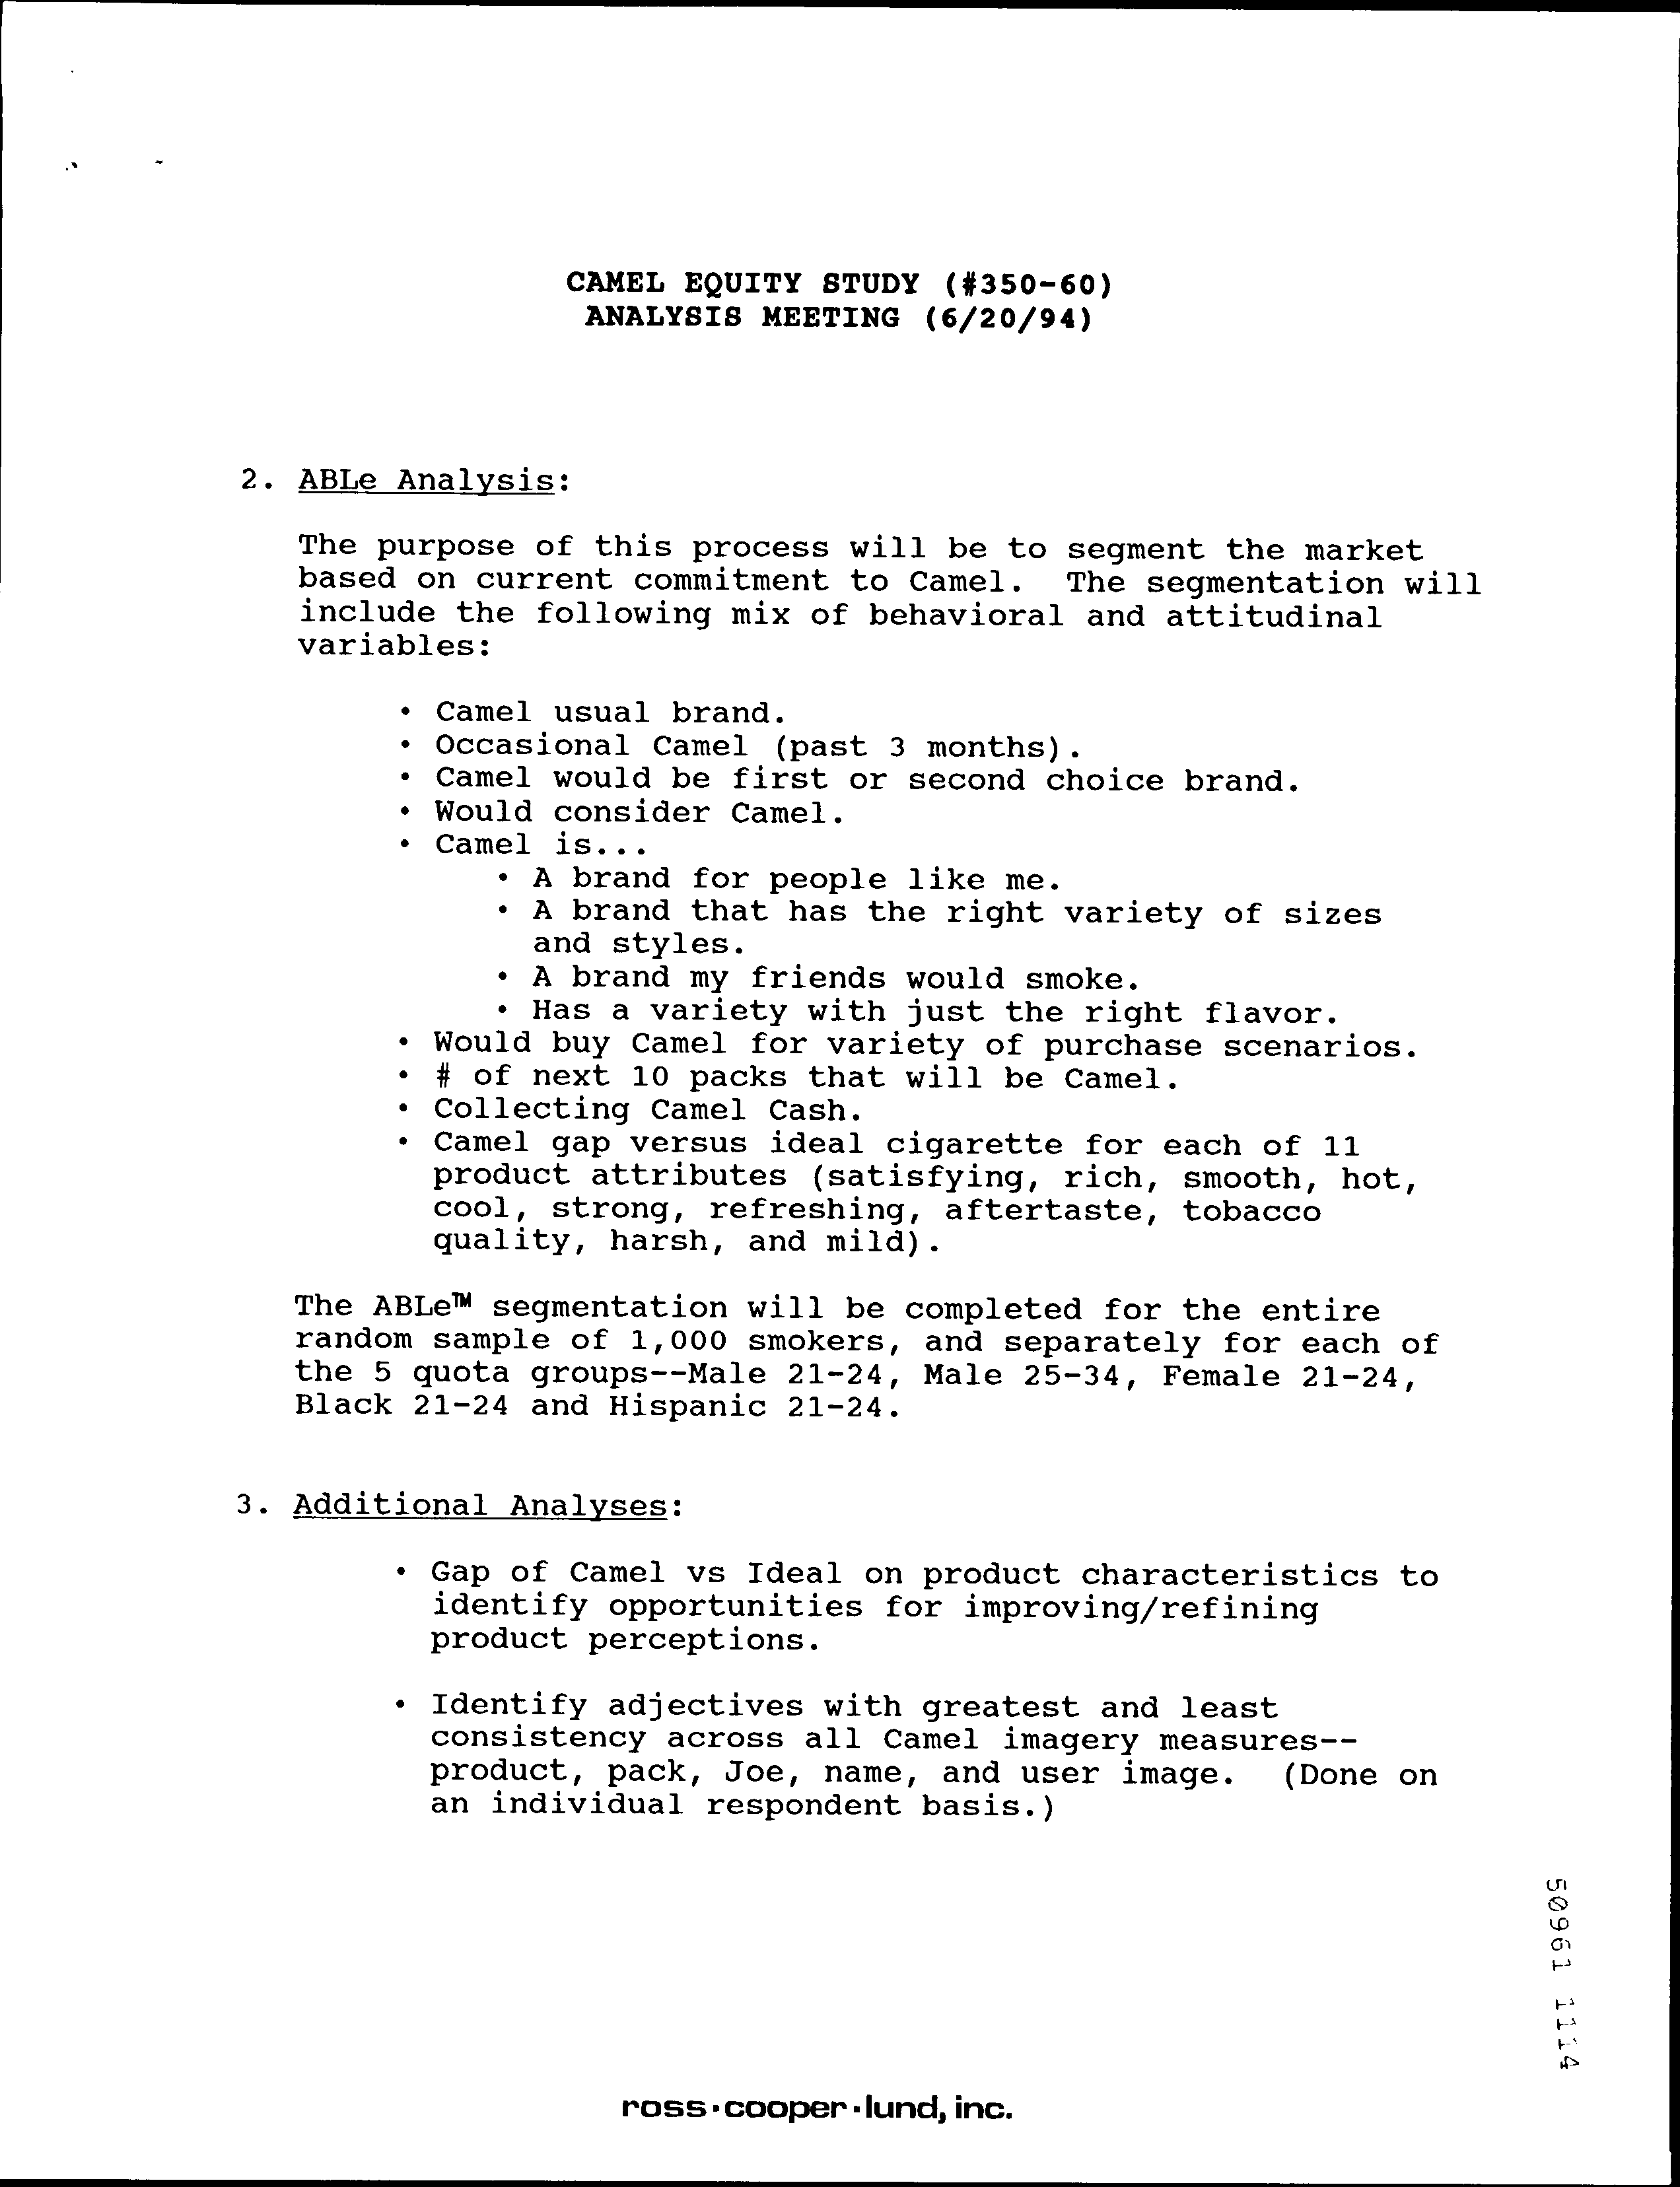 CAMEL EQUITY STUDY (#350-60)
ANALYSIS MEETING (6/20/94)
2. ABLe Analysis:
The purpose of this process will be to segment the market
based on current commitment to Camel.  The segmentation will
include the following mix of behavioral and attitudinal
variables:
• Camel usual brand.
• Occasional Camel (past 3 months).
• Camel would be first or second choice brand.
• Would consider Camel.
• Camel is...
• A brand for people like me.
• A brand that has the right variety of sizes
and styles.
• A brand my friends would smoke.
• Has a variety with just the right flavor.
• Would buy Camel for variety of purchase scenarios.
• # of next 10 packs that will be Camel.
• Collecting Camel Cash.
• Camel gap versus ideal cigarette for each of 11
product attributes (satisfying, rich, smooth, hot,
cool, strong, refreshing, aftertaste, tobacco
quality, harsh, and mild).
The ABLe™ segmentation will be completed for the entire
random sample of 1,000 smokers, and separately for each of
the 5 quota groups--Male 21-24, Male 25-34, Female 21-24,
Black 21-24 and Hispanic 21-24.
3. Additional Analyses:
• Gap of Camel vs Ideal on product characteristics to
identify opportunities for improving/refining
product perceptions.
• Identify adjectives with greatest and least
consistency across all Camel imagery measures--
product, pack, Joe, name, and user image.  (Done on
an individual respondent basis.)
50961 1114
ross·cooper·lund, inc.